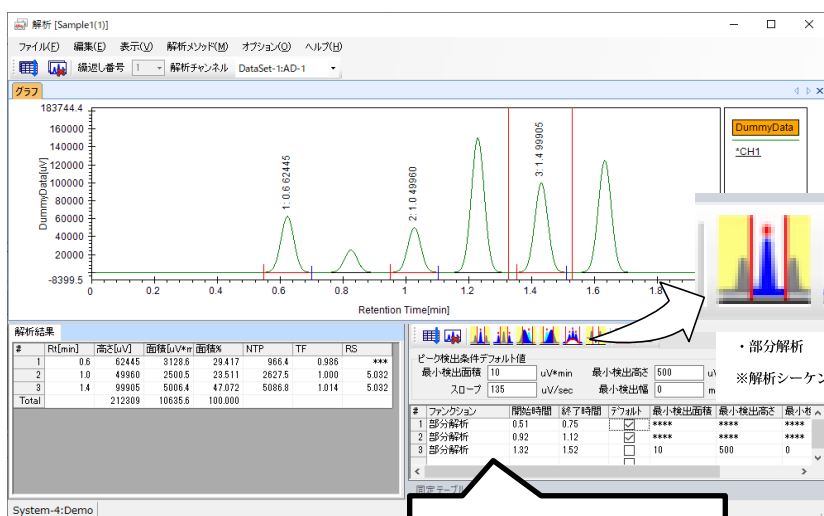 解析 [Sample1(1)]
ファイル(F) 編集(E) 表示(V) 解析メソッド(M) オプション(O) ヘルプ(H)
繰返し番号 1 解析チャンネル DataSet-1:AD-1
グラフ
183744.4
160000
140000
120000
100000
80000
60000
40000
20000
-8399.5
DummyData[uV]
1: 0.6 62445
2: 1.0 49960
3: 1.4 99905
0 0.2 0.4 0.6 0.8 1 1.2 1.4 1.6 1.8
Retention Time[min]
DummyData
*CH1
・部分解析
※解析シーケン
解析結果
# Rt[min] 高さ[uV] 面積[uV*m 面積% NTP TF RS
1 0.6 62445 3128.6 29.417 966.4 0.986 ***
2 1.0 49960 2500.5 23.511 2627.5 1.000 5.032
3 1.4 99905 5006.4 47.072 5086.8 1.014 5.032
Total 212309 10635.6 100.000
ピーク検出条件デフォルト値
最小検出面積 10 uV*min 最小検出高さ 500
スロープ 135 uV/sec 最小検出幅 0
# ファンクション 開始時間 終了時間 デフォルト 最小検出面積 最小検出高さ
1 部分解析 0.51 0.75 **** ****
2 部分解析 0.92 1.12 **** ****
3 部分解析 1.32 1.52 10 500 0
固定テーブル
System-4:Demo